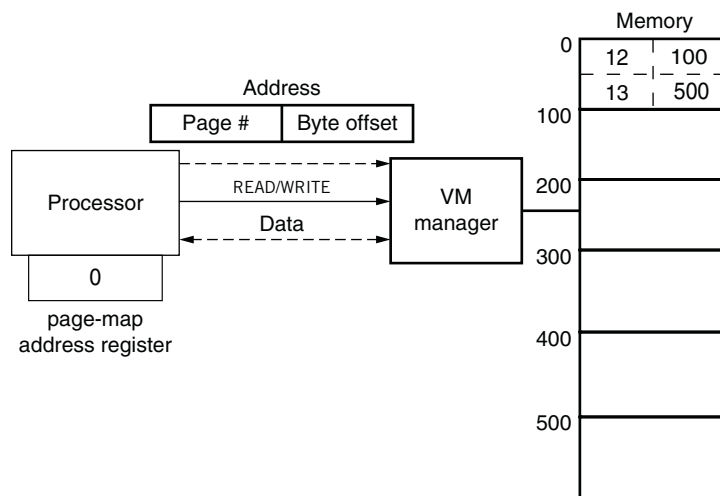 Memory
0
12 100
13 500
Address
Page # Byte offset
100
READ/WRITE
Processor
VM
manager
200
Data
0
300
page-map
address register
400
500